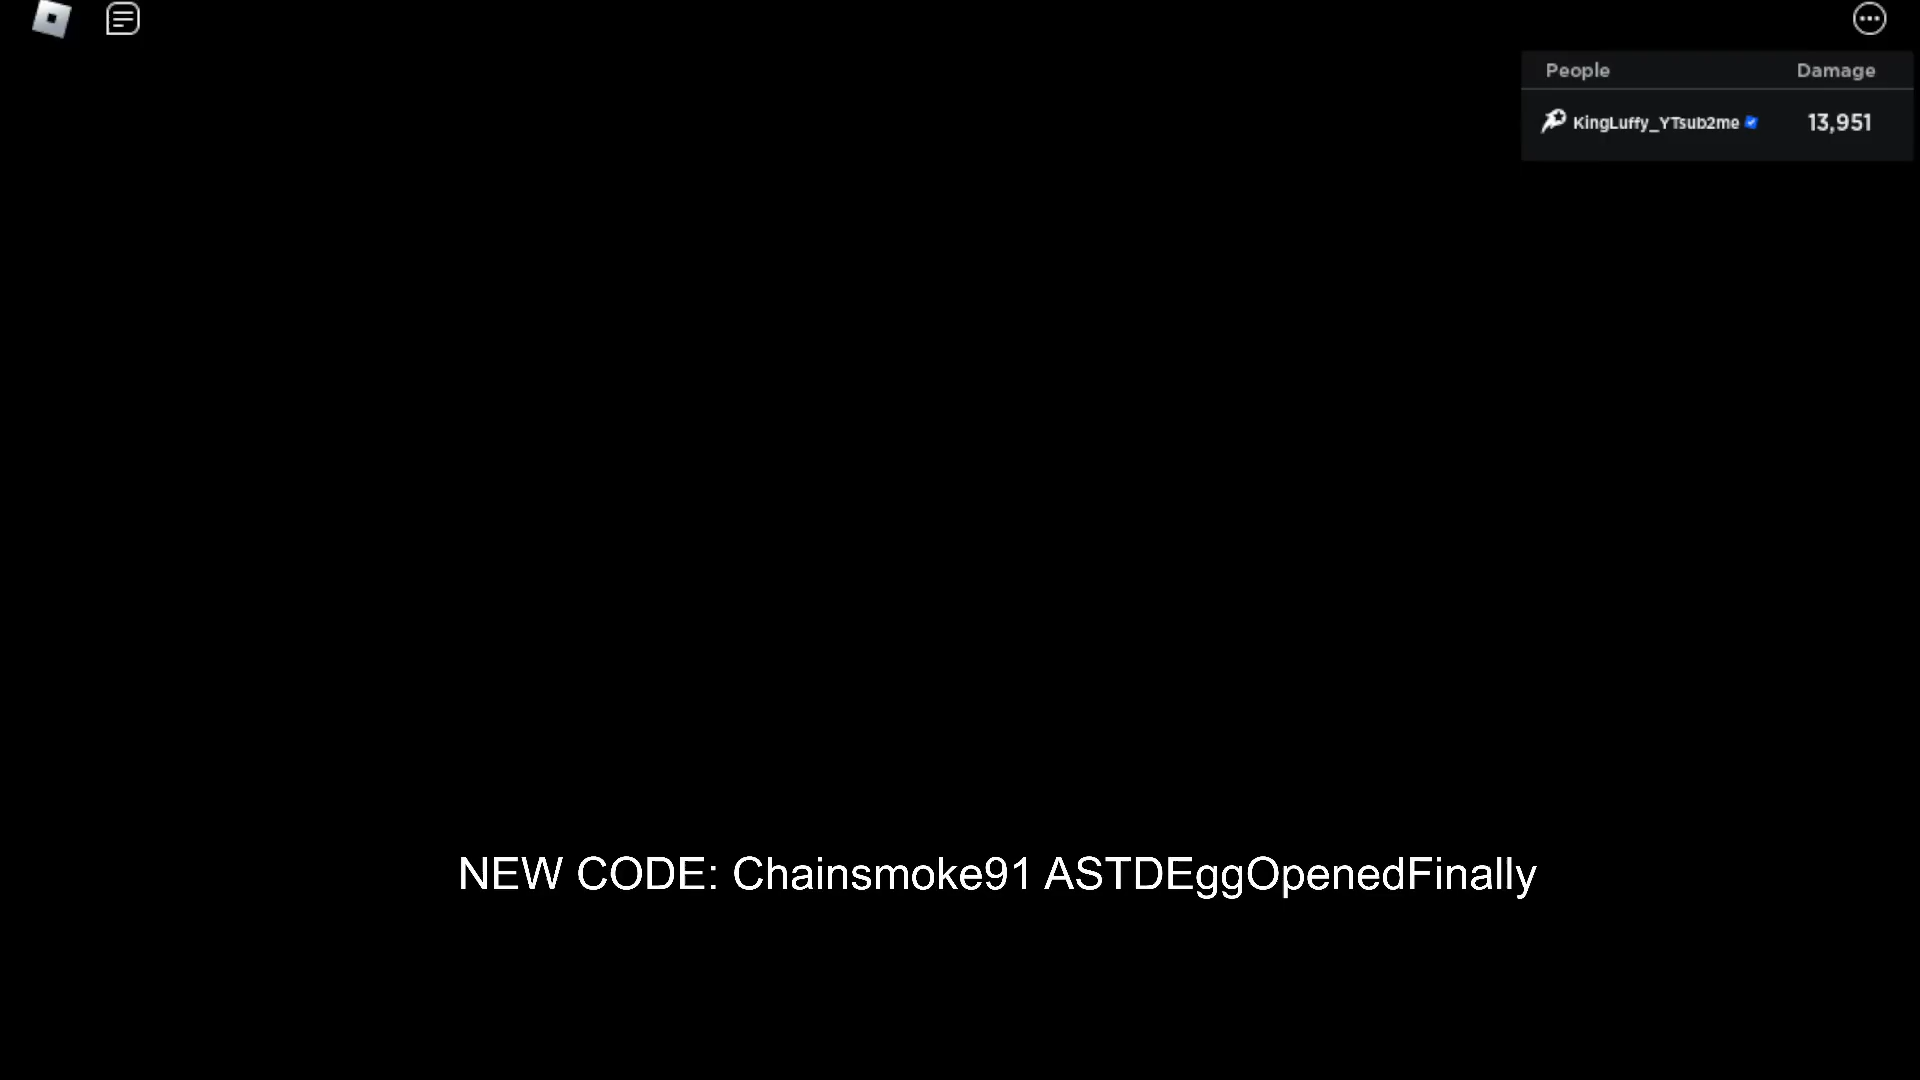 People Damage
KingLuffy_YTsub2me 13,951
NEW CODE: Chainsmoke91 ASTDEggOpenedFinally